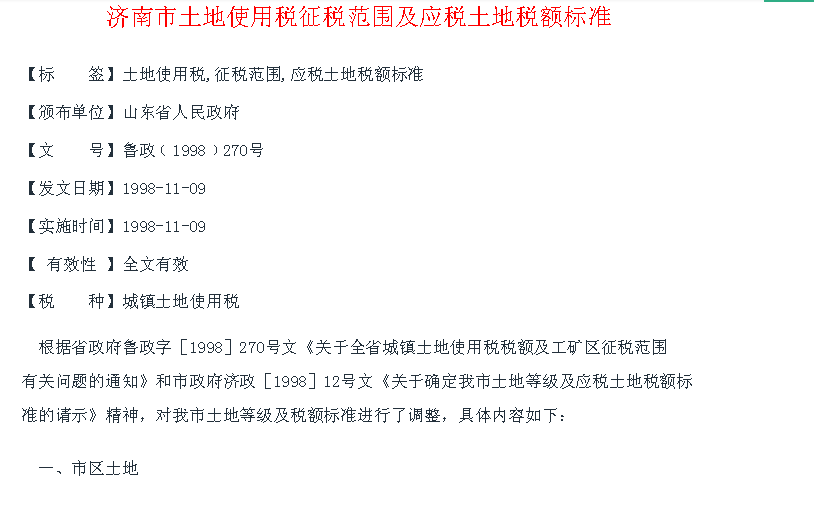 济南市土地使用税征税范围及应税土地税额标准
【标　　签】土地使用税,征税范围,应税土地税额标准
【颁布单位】山东省人民政府
【文　　号】鲁政﹙1998﹚270号
【发文日期】1998-11-09
【实施时间】1998-11-09
【 有效性 】全文有效
【税　　种】城镇土地使用税
根据省政府鲁政字［1998］270号文《关于全省城镇土地使用税税额及工矿区征税范围
有关问题的通知》和市政府济政［1998］12号文《关于确定我市土地等级及应税土地税额标
准的请示》精神，对我市土地等级及税额标准进行了调整，具体内容如下：
一、市区土地